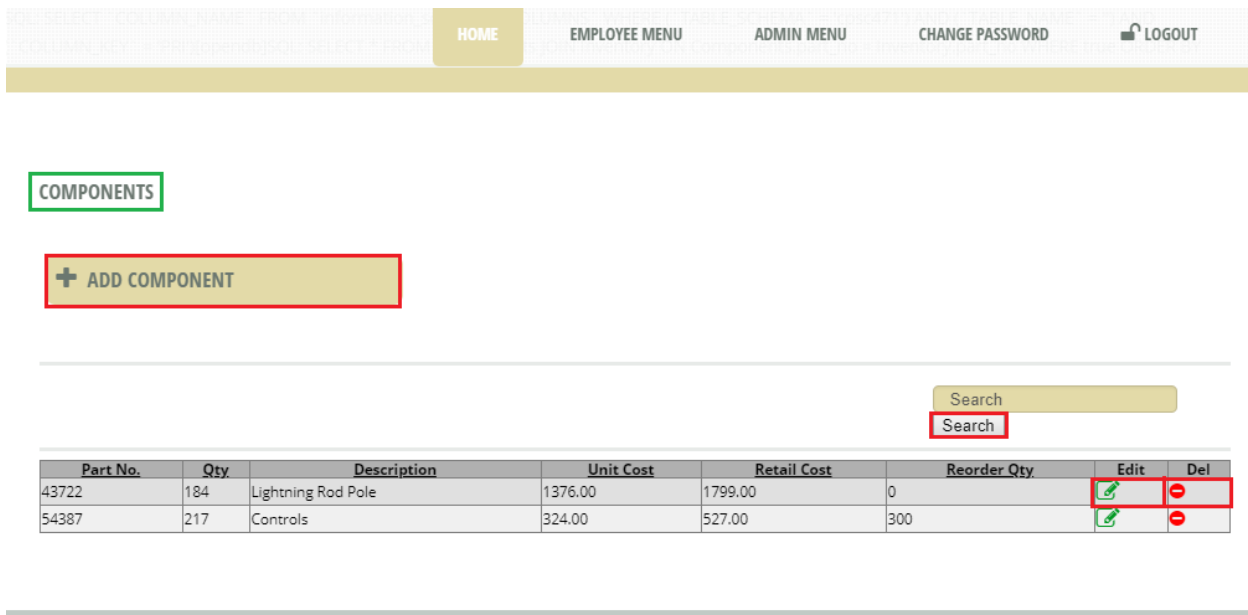 HOME EMPLOYEE MENU ADMIN MENU CHANGE PASSWORD LOGOUT
COMPONENTS
ADD COMPONENT
Search
Search
Part No. Qty Description Unit Cost Retail Cost Reorder Qty Edit Del
43722 184 Lightning Rod Pole 1376.00 1799.00 0
54387 217 Controls 324.00 527.00 300